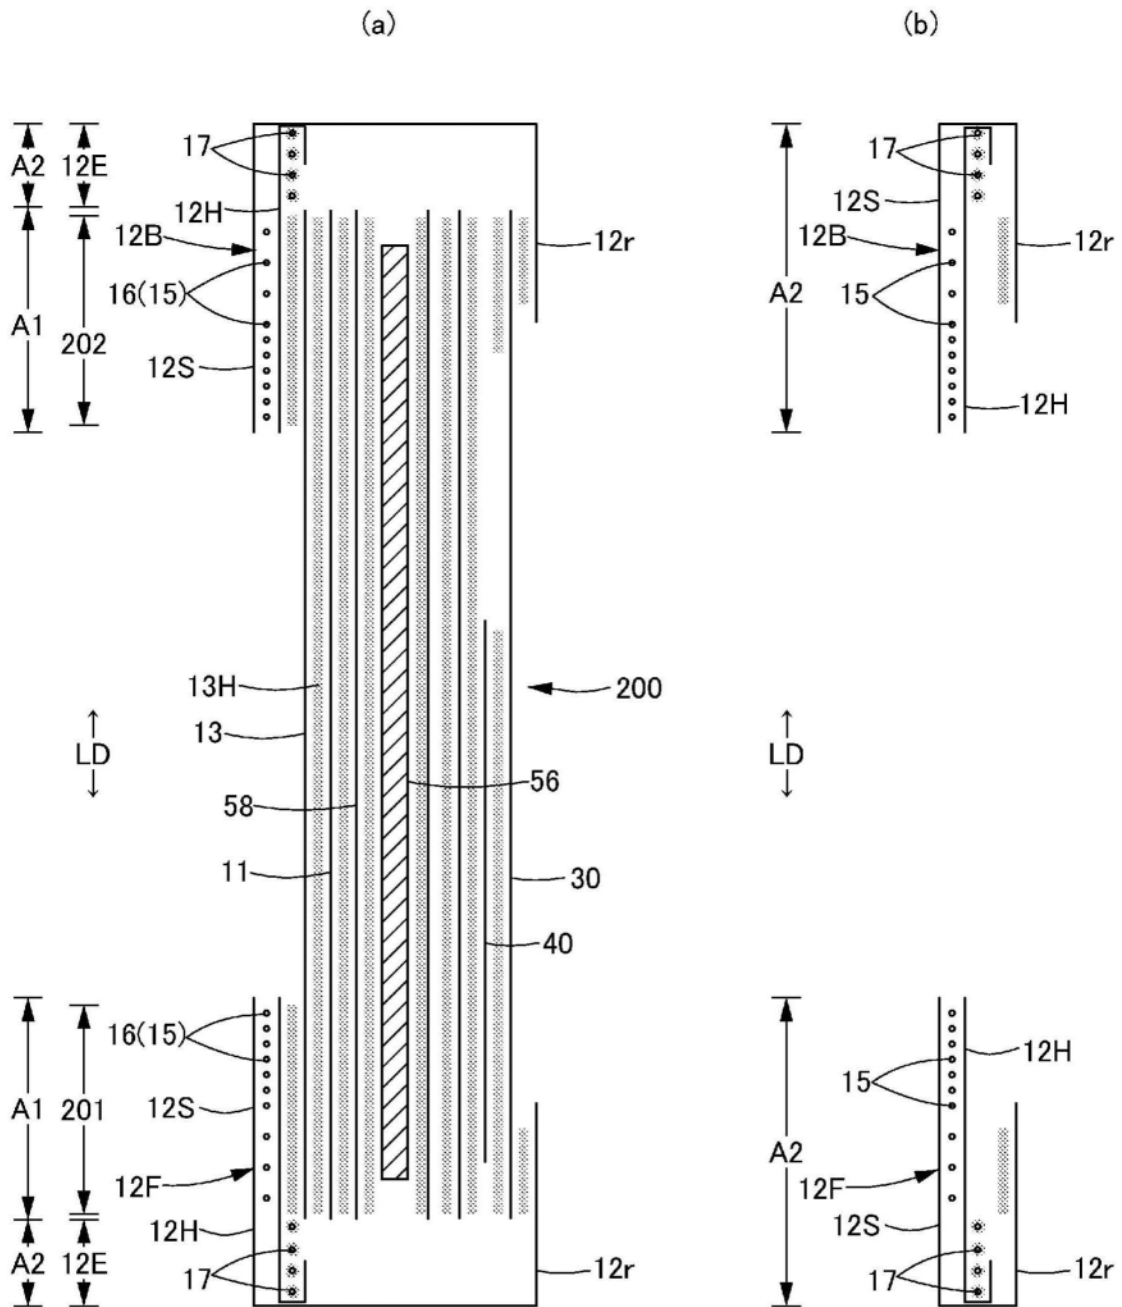 (a) (b)
A2 12E 17 17
12H 12S
12B 12r 12B 12r
16(15) A2 15
A1 202
12S 12H
13H 200
13
LD LD
56
58
11 30
40
16(15) 12H
15
A1 201 12S
A2
12F 12F
12H 12S
A2 12E 17 12r 17 12r